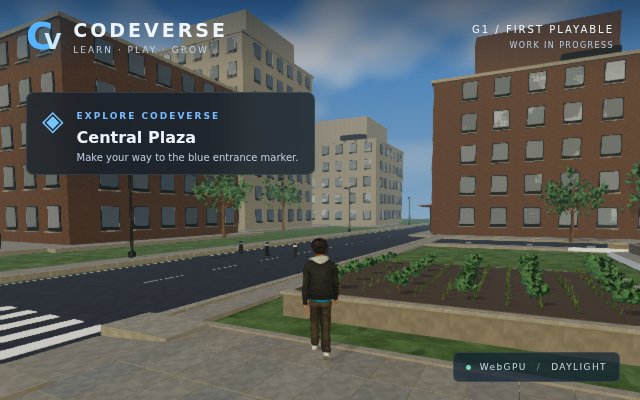 CV CODEVERSE
LEARN · PLAY · GROW
G1 / FIRST PLAYABLE
WORK IN PROGRESS
EXPLORE CODEVERSE
Central Plaza
Make your way to the blue entrance marker.
WebGPU / DAYLIGHT